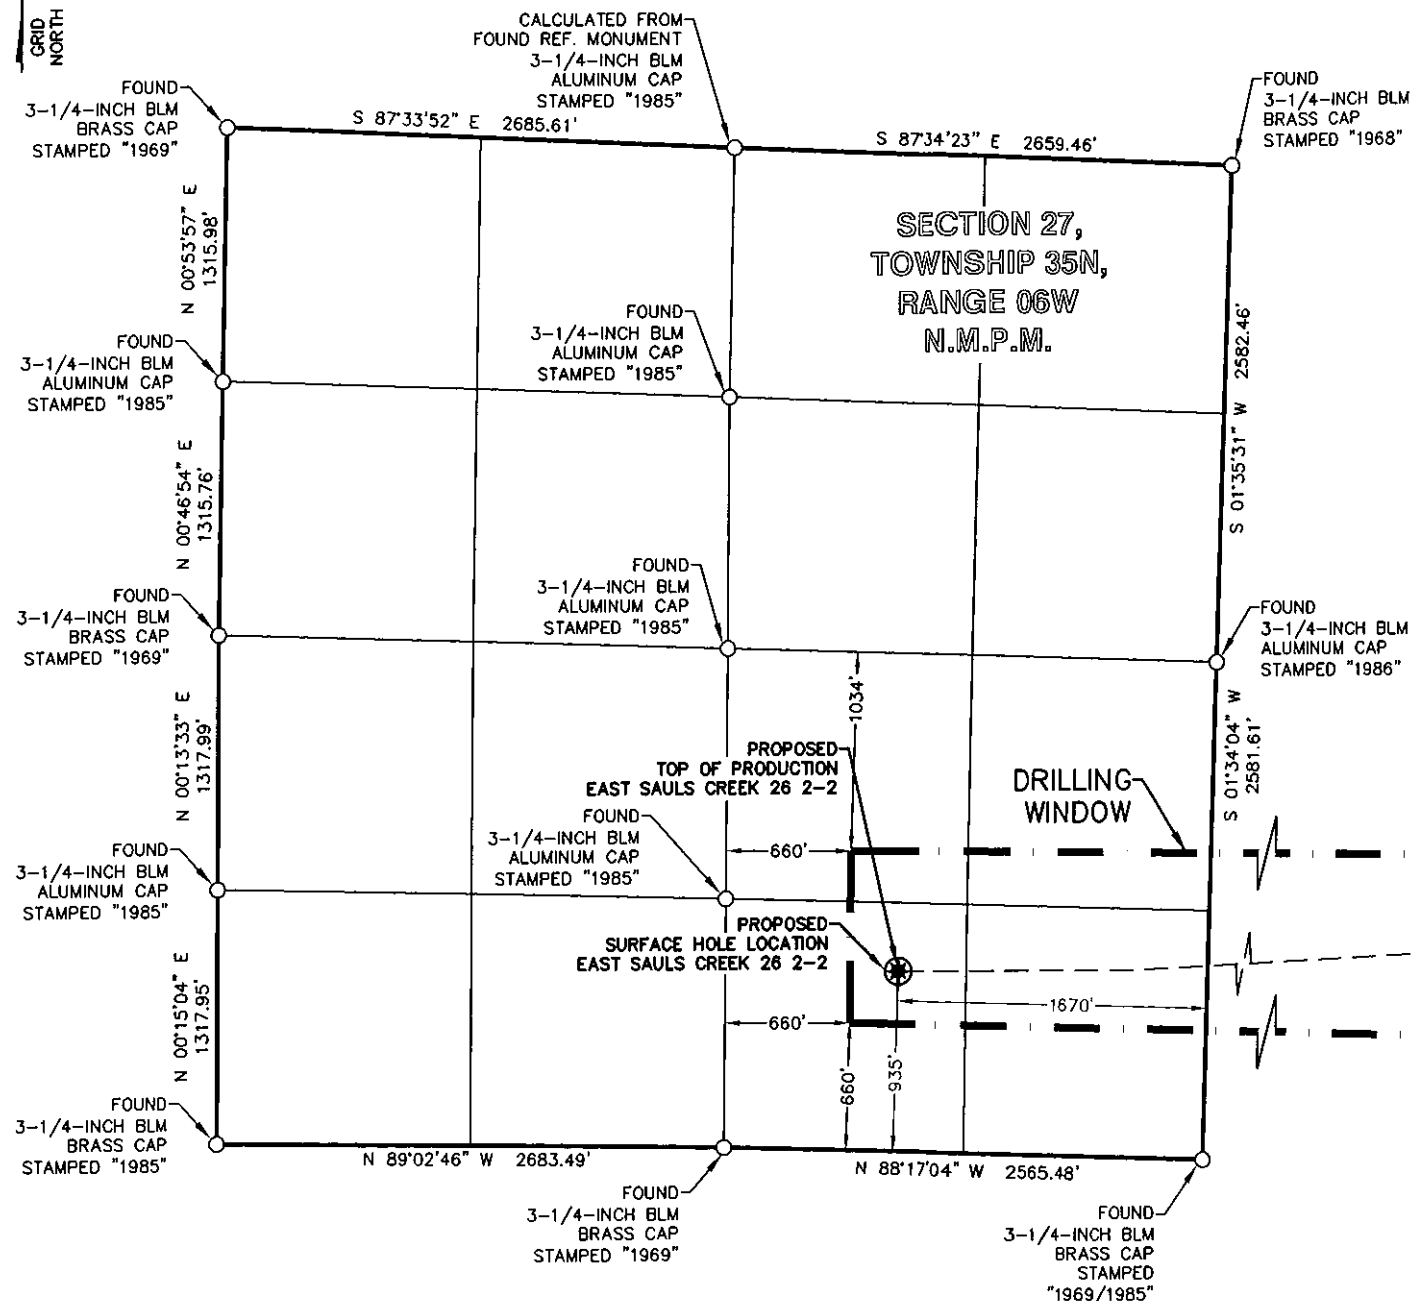 GRID
NORTH
CALCULATED FROM
FOUND REF. MONUMENT
3-1/4-INCH BLM
ALUMINUM CAP
STAMPED "1985"
FOUND
3-1/4-INCH BLM
BRASS CAP
STAMPED "1969"
S 87°33'52" E 2685.61'
S 87°34'23" E 2659.46'
FOUND
3-1/4-INCH BLM
BRASS CAP
STAMPED "1968"
N 00°53'57" E
1315.98'
SECTION 27,
TOWNSHIP 35N,
RANGE 06W
N.M.P.M.
FOUND
3-1/4-INCH BLM
ALUMINUM CAP
STAMPED "1985"
FOUND
3-1/4-INCH BLM
ALUMINUM CAP
STAMPED "1985"
S 01°35'31" W 2582.46'
N 00°46'54" E
1315.76'
FOUND
3-1/4-INCH BLM
BRASS CAP
STAMPED "1969"
FOUND
3-1/4-INCH BLM
ALUMINUM CAP
STAMPED "1985"
FOUND
3-1/4-INCH BLM
ALUMINUM CAP
STAMPED "1986"
N 00°13'33" E
1317.99'
1034'
S 01°34'04" W
2581.61'
PROPOSED
TOP OF PRODUCTION
EAST SAULS CREEK 26 2-2
DRILLING
WINDOW
FOUND
3-1/4-INCH BLM
ALUMINUM CAP
STAMPED "1985"
FOUND
3-1/4-INCH BLM
ALUMINUM CAP
STAMPED "1985"
660'
PROPOSED
SURFACE HOLE LOCATION
EAST SAULS CREEK 26 2-2
1670'
660'
660'
935'
N 00°15'04" E
1317.95'
FOUND
3-1/4-INCH BLM
BRASS CAP
STAMPED "1985"
N 89°02'46" W 2683.49'
N 88°17'04" W 2565.48'
FOUND
3-1/4-INCH BLM
BRASS CAP
STAMPED "1969"
FOUND
3-1/4-INCH BLM
BRASS CAP
STAMPED
"1969/1985"